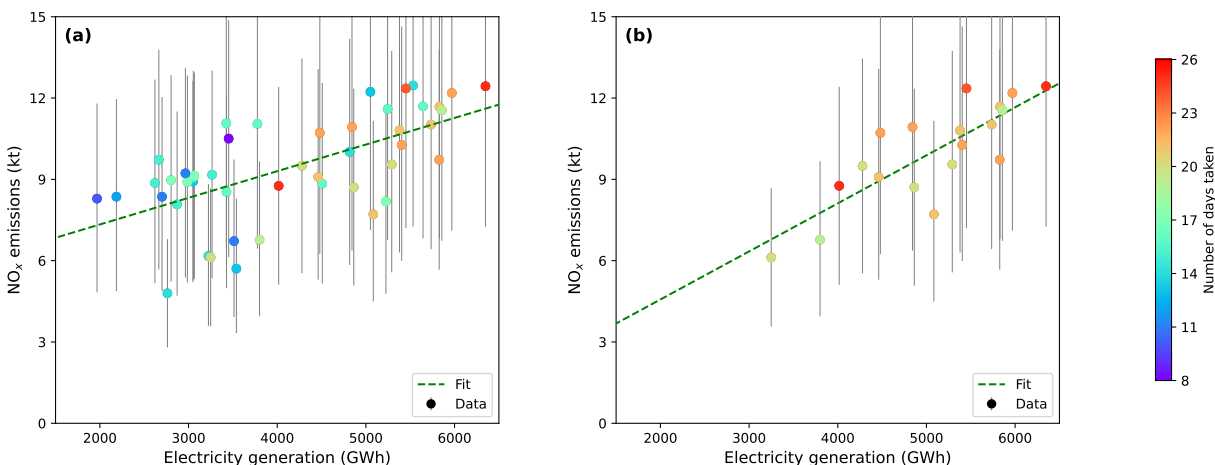 (a)
15
12
9
6
3
0
NOₓ emissions (kt)
2000 3000 4000 5000 6000
Electricity generation (GWh)
Fit
Data
(b)
15
12
9
6
3
0
NOₓ emissions (kt)
2000 3000 4000 5000 6000
Electricity generation (GWh)
Fit
Data
26
23
20
17
14
11
8
Number of days taken